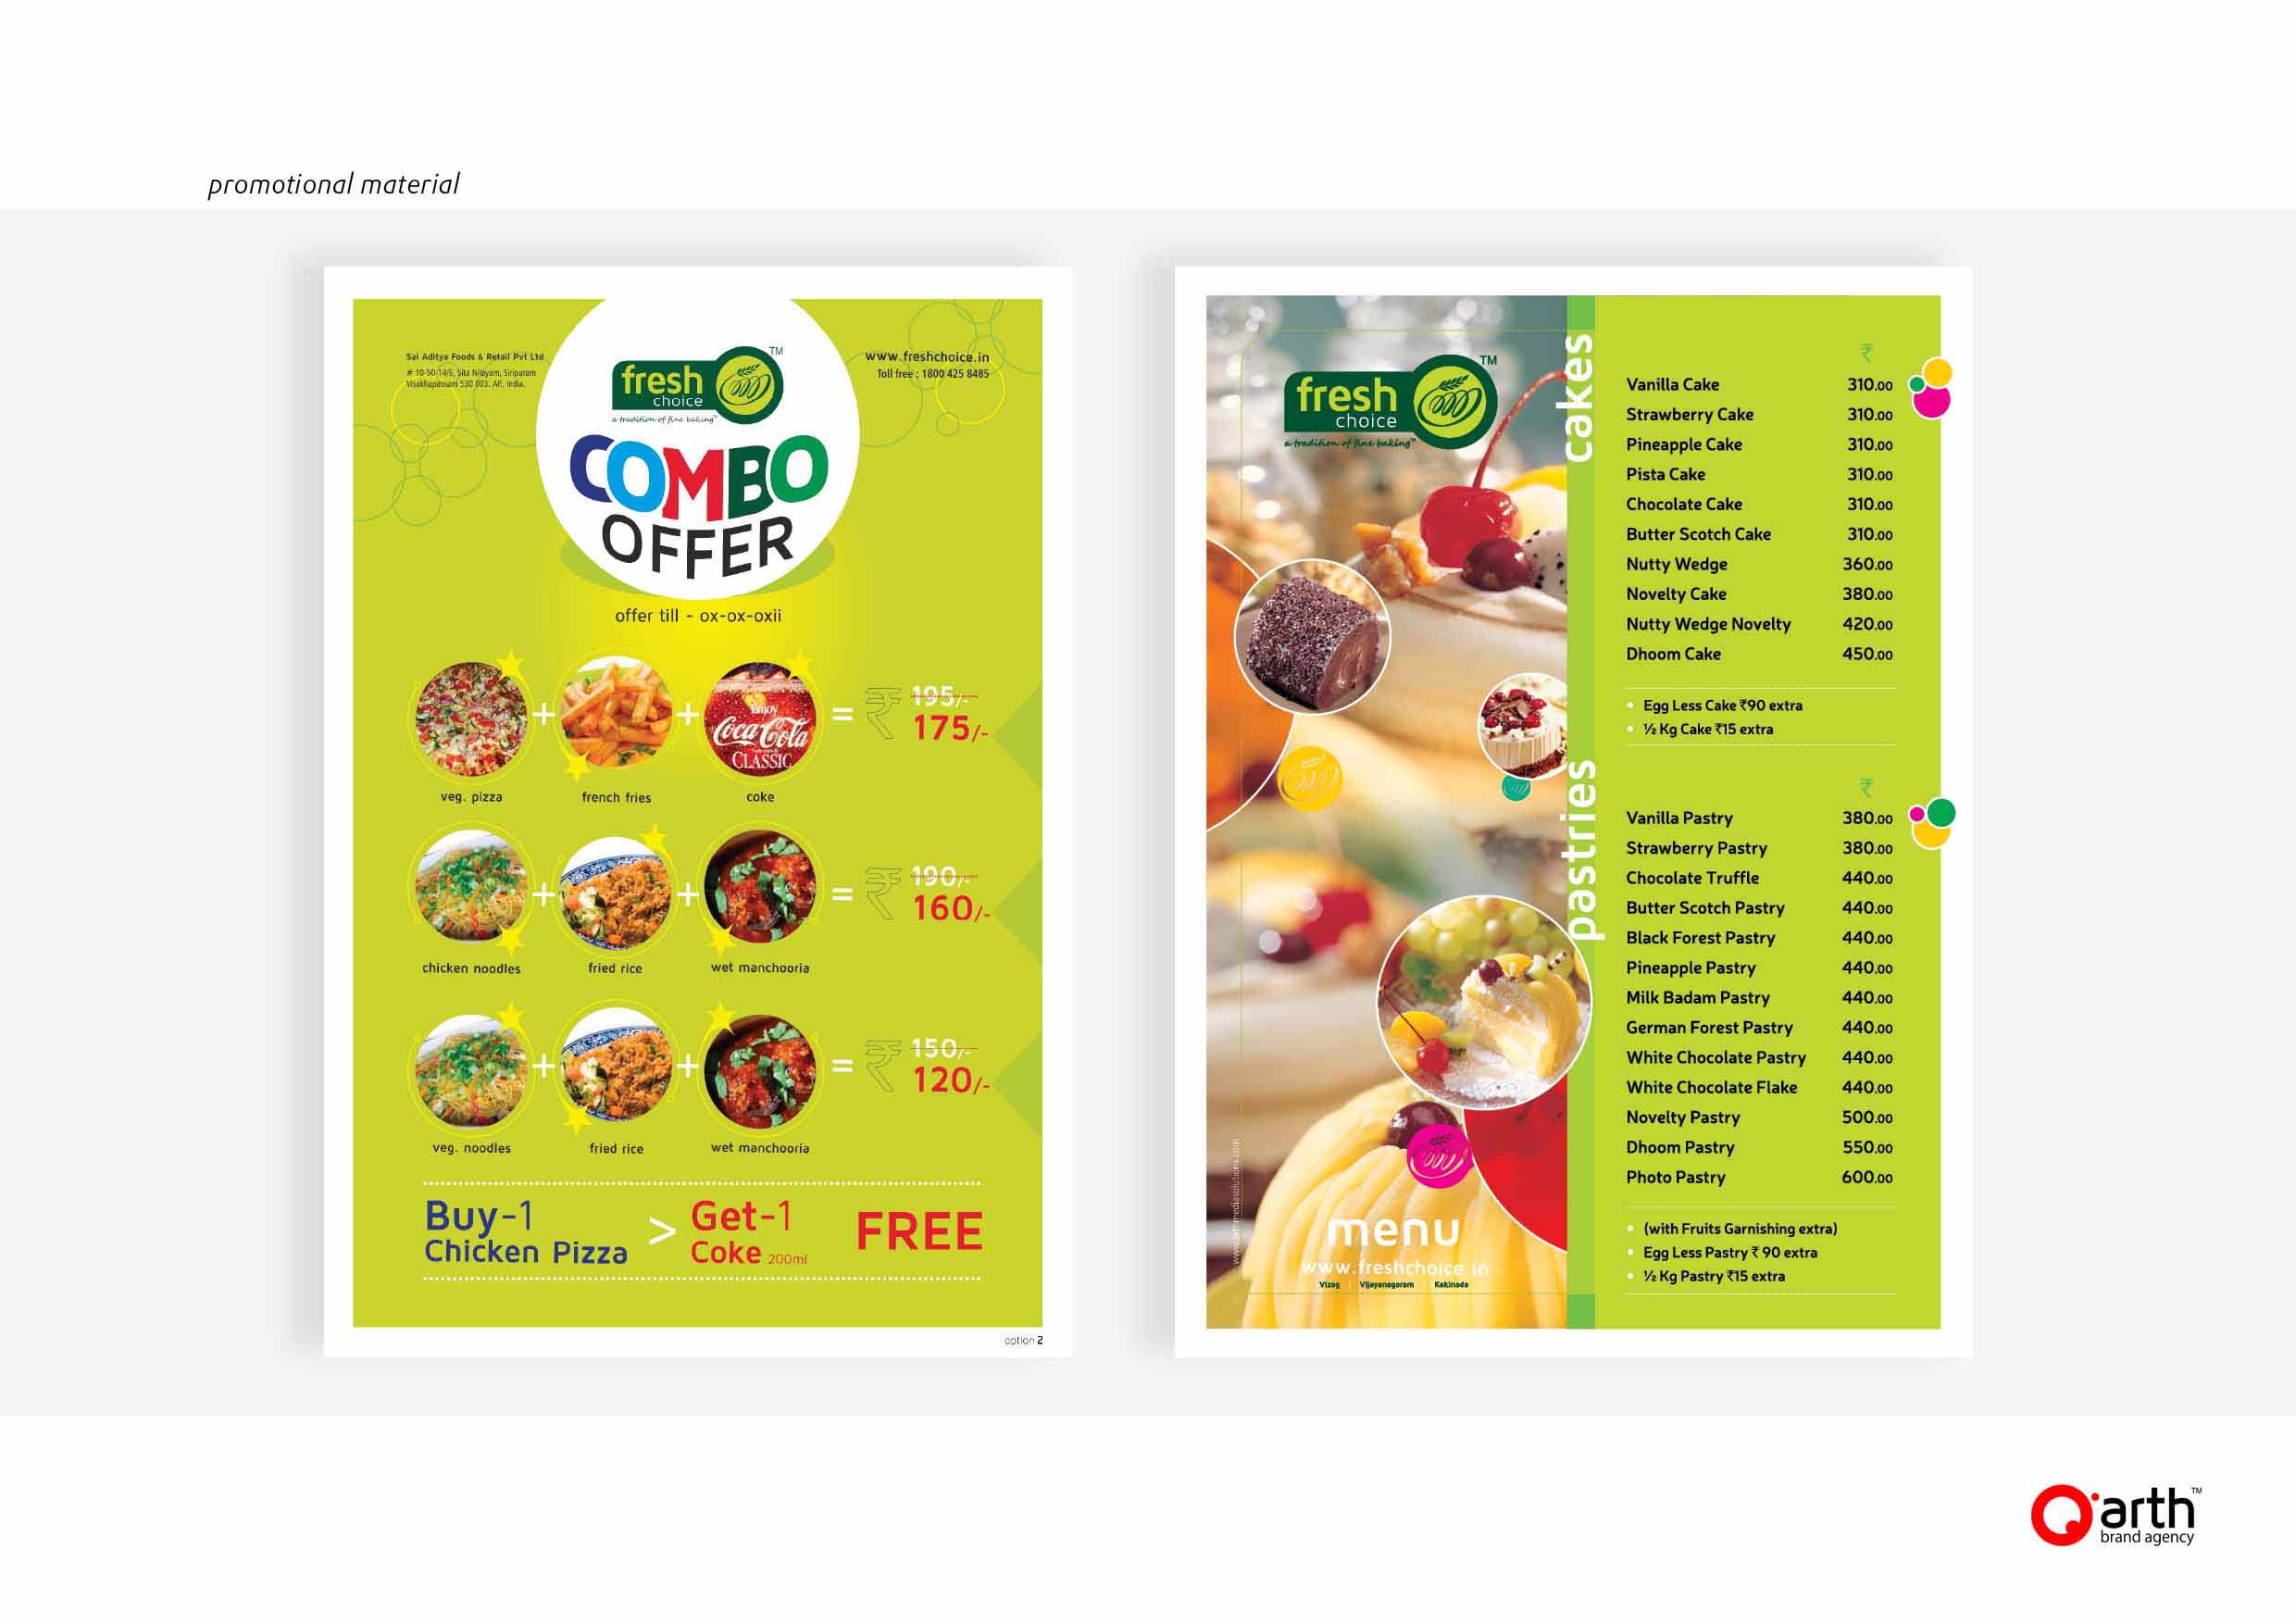 promotional material
Sai Aditya Foods & Retail Pvt Ltd
# 10-50-14/5, Sita Nilayam, Siripuram
Visakhapatnam 530 003. AP., India.
www.freshchoice.in
Toll free : 1800 425 8485
fresh
choice
TM
a tradition of fine baking™
COMBO
OFFER
offer till - ox-ox-oxii
+ + = ₹ 195/-
175/-
Enjoy
Coca-Cola
CLASSIC
veg. pizza french fries coke
+ + = ₹ 190/-
160/-
chicken noodles fried rice wet manchooria
+ + = ₹ 150/-
120/-
veg. noodles fried rice wet manchooria
Buy-1 > Get-1 FREE
Chicken Pizza Coke 200ml
option 2
fresh
choice
TM
a tradition of fine baking™
menu
www.freshchoice.in
Vizag | Vijayanagaram | Kakinada
www.arthmediasolutions.com
cakes
₹
Vanilla Cake 310.00
Strawberry Cake 310.00
Pineapple Cake 310.00
Pista Cake 310.00
Chocolate Cake 310.00
Butter Scotch Cake 310.00
Nutty Wedge 360.00
Novelty Cake 380.00
Nutty Wedge Novelty 420.00
Dhoom Cake 450.00
• Egg Less Cake ₹90 extra
• ½ Kg Cake ₹15 extra
pastries
₹
Vanilla Pastry 380.00
Strawberry Pastry 380.00
Chocolate Truffle 440.00
Butter Scotch Pastry 440.00
Black Forest Pastry 440.00
Pineapple Pastry 440.00
Milk Badam Pastry 440.00
German Forest Pastry 440.00
White Chocolate Pastry 440.00
White Chocolate Flake 440.00
Novelty Pastry 500.00
Dhoom Pastry 550.00
Photo Pastry 600.00
• (with Fruits Garnishing extra)
• Egg Less Pastry ₹ 90 extra
• ½ Kg Pastry ₹15 extra
arth™
brand agency